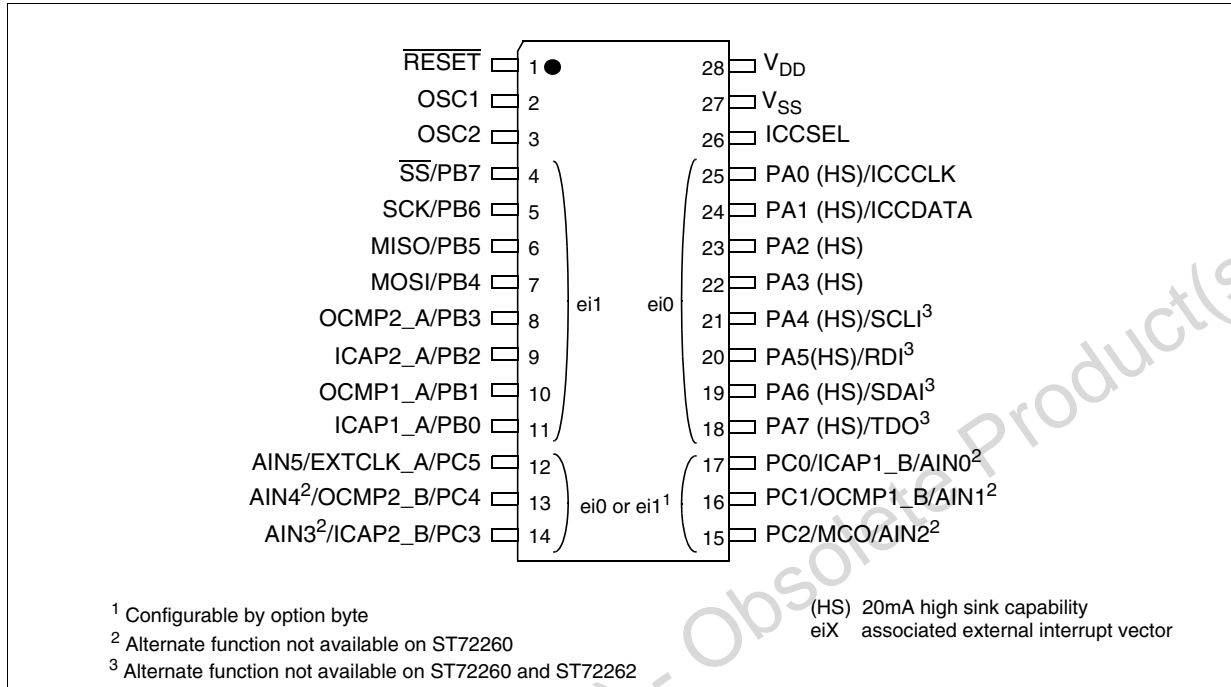 RESET 1 28 VDD
OSC1 2 27 VSS
OSC2 3 26 ICCSEL
SS/PB7 4 25 PA0 (HS)/ICCCLK
SCK/PB6 5 24 PA1 (HS)/ICCDATA
MISO/PB5 6 23 PA2 (HS)
MOSI/PB4 7 22 PA3 (HS)
ei1 ei0
OCMP2_A/PB3 8 21 PA4 (HS)/SCLI3
ICAP2_A/PB2 9 20 PA5(HS)/RDI3
OCMP1_A/PB1 10 19 PA6 (HS)/SDAI3
ICAP1_A/PB0 11 18 PA7 (HS)/TDO3
AIN5/EXTCLK_A/PC5 12 17 PC0/ICAP1_B/AIN02
AIN42/OCMP2_B/PC4 13 ei0 or ei11 16 PC1/OCMP1_B/AIN12
AIN32/ICAP2_B/PC3 14 15 PC2/MCO/AIN22
1 Configurable by option byte
2 Alternate function not available on ST72260
3 Alternate function not available on ST72260 and ST72262
(HS) 20mA high sink capability
eiX associated external interrupt vector
- Obsolete Product(s